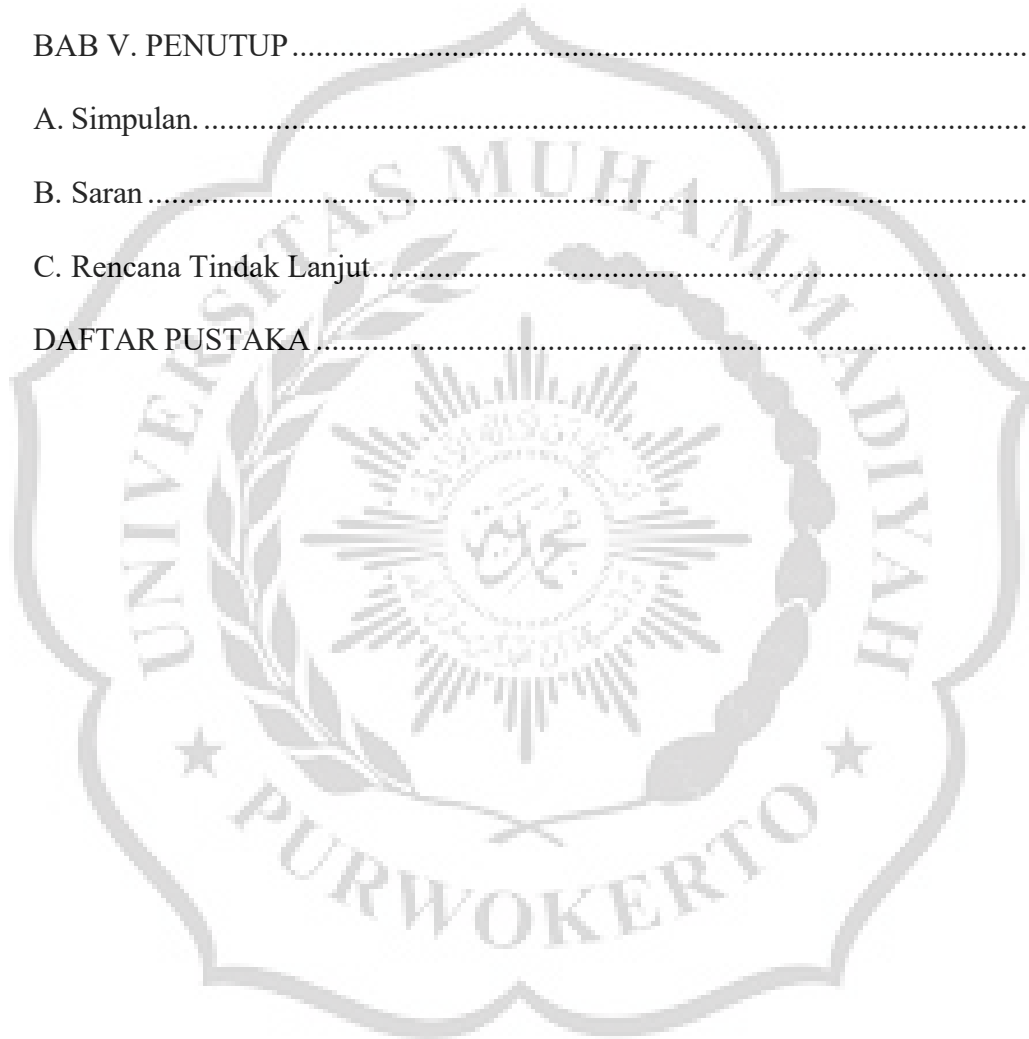 BAB V. PENUTUP........................................................................................
A. Simpulan. ....................................................................................................
B. Saran ...........................................................................................................
C. Rencana Tindak Lanjut................................................................................
DAFTAR PUSTAKA .....................................................................................
UNIVERSITAS MUHAMMADIYAH
PURWOKERTO